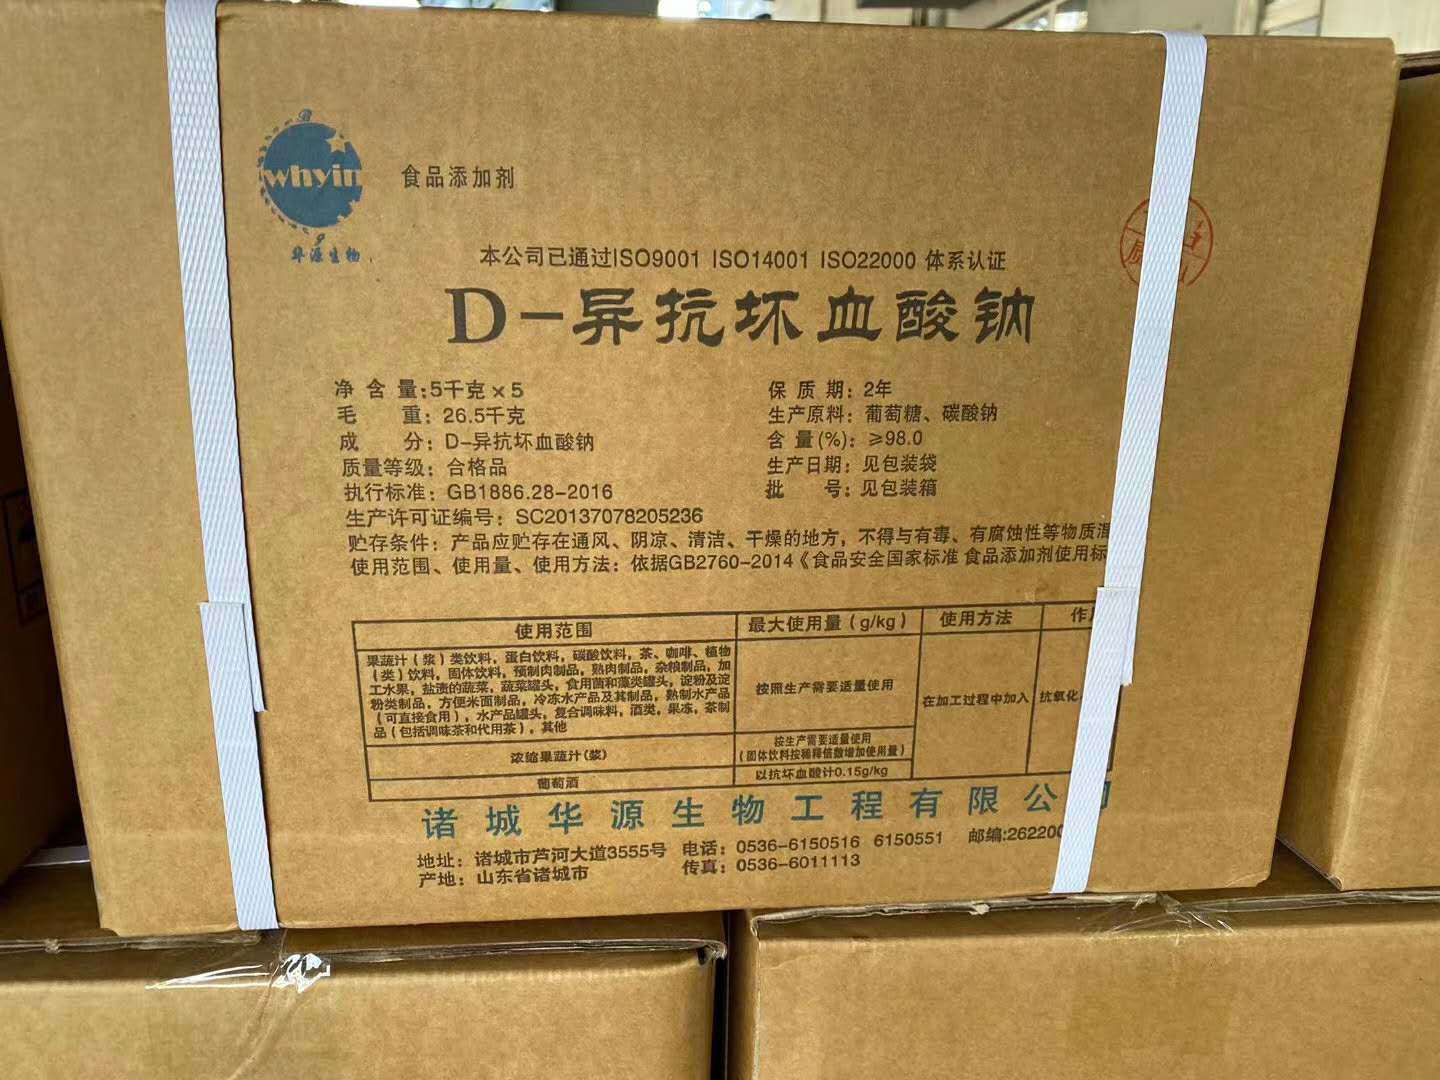 whyin
华源生物
食品添加剂
本公司已通过ISO9001 ISO14001 ISO22000 体系认证
D-异抗坏血酸钠
净含量:5千克×5
毛重:26.5千克
成分:D-异抗坏血酸钠
质量等级:合格品
执行标准:GB1886.28-2016
生产许可证编号:SC20137078205236
保质期:2年
生产原料:葡萄糖、碳酸钠
含量(%):≥98.0
生产日期:见包装袋
批号:见包装箱
贮存条件:产品应贮存在通风、阴凉、清洁、干燥的地方,不得与有毒、有腐蚀性等物质混
使用范围、使用量、使用方法:依据GB2760-2014《食品安全国家标准 食品添加剂使用标
使用范围 最大使用量(g/kg) 使用方法 作
果蔬汁(浆)类饮料,蛋白饮料,碳酸饮料,茶、咖啡、植物
(类)饮料,固体饮料,预制肉制品,熟肉制品,杂粮制品,加
工水果,盐渍的蔬菜,蔬菜罐头,食用菌和藻类罐头,淀粉及淀
粉类制品,方便米面制品,冷冻水产品及其制品,熟制水产品
(可直接食用),水产品罐头,复合调味料,酒类,果冻,茶制
品(包括调味茶和代用茶),其他
按照生产需要适量使用
在加工过程中加入
抗氧化
浓缩果蔬汁(浆)
按生产需要适量使用
(固体饮料按稀释倍数增加使用量)
葡萄酒
以抗坏血酸计0.15g/kg
诸城华源生物工程有限公司
地址:诸城市芦河大道3555号 电话:0536-6150516 6150551 邮编:26220
产地:山东省诸城市 传真:0536-6011113